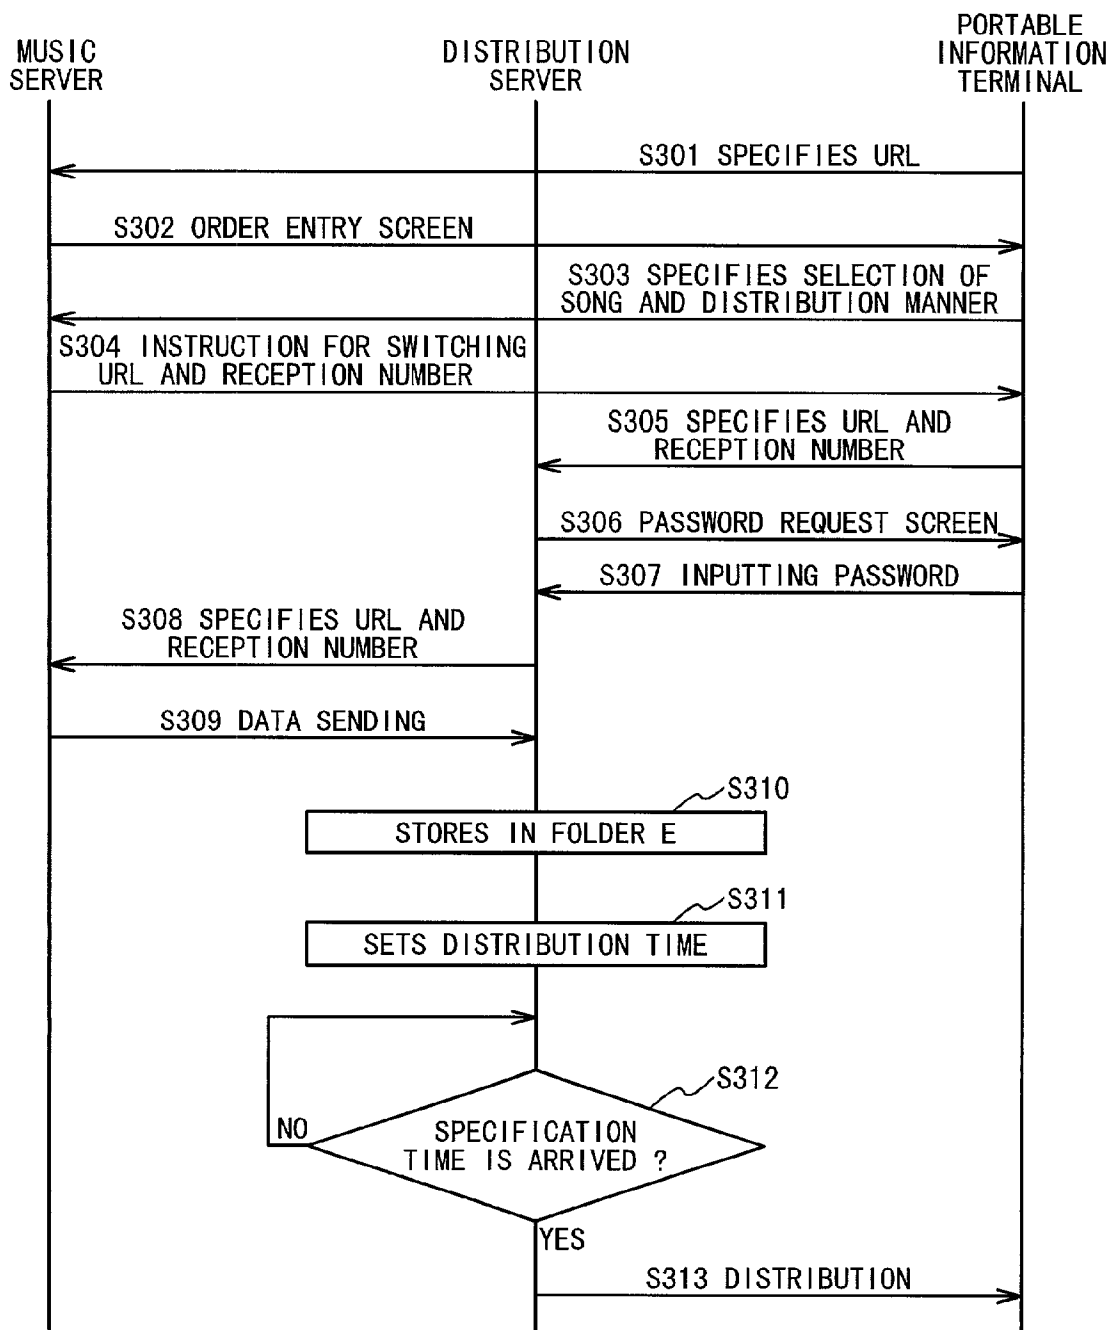 MUSIC
SERVER
DISTRIBUTION
SERVER
PORTABLE
INFORMATION
TERMINAL
S301 SPECIFIES URL
S302 ORDER ENTRY SCREEN
S303 SPECIFIES SELECTION OF
SONG AND DISTRIBUTION MANNER
S304 INSTRUCTION FOR SWITCHING
URL AND RECEPTION NUMBER
S305 SPECIFIES URL AND
RECEPTION NUMBER
S306 PASSWORD REQUEST SCREEN
S307 INPUTTING PASSWORD
S308 SPECIFIES URL AND
RECEPTION NUMBER
S309 DATA SENDING
S310
STORES IN FOLDER E
S311
SETS DISTRIBUTION TIME
S312
NO
SPECIFICATION
TIME IS ARRIVED ?
YES
S313 DISTRIBUTION